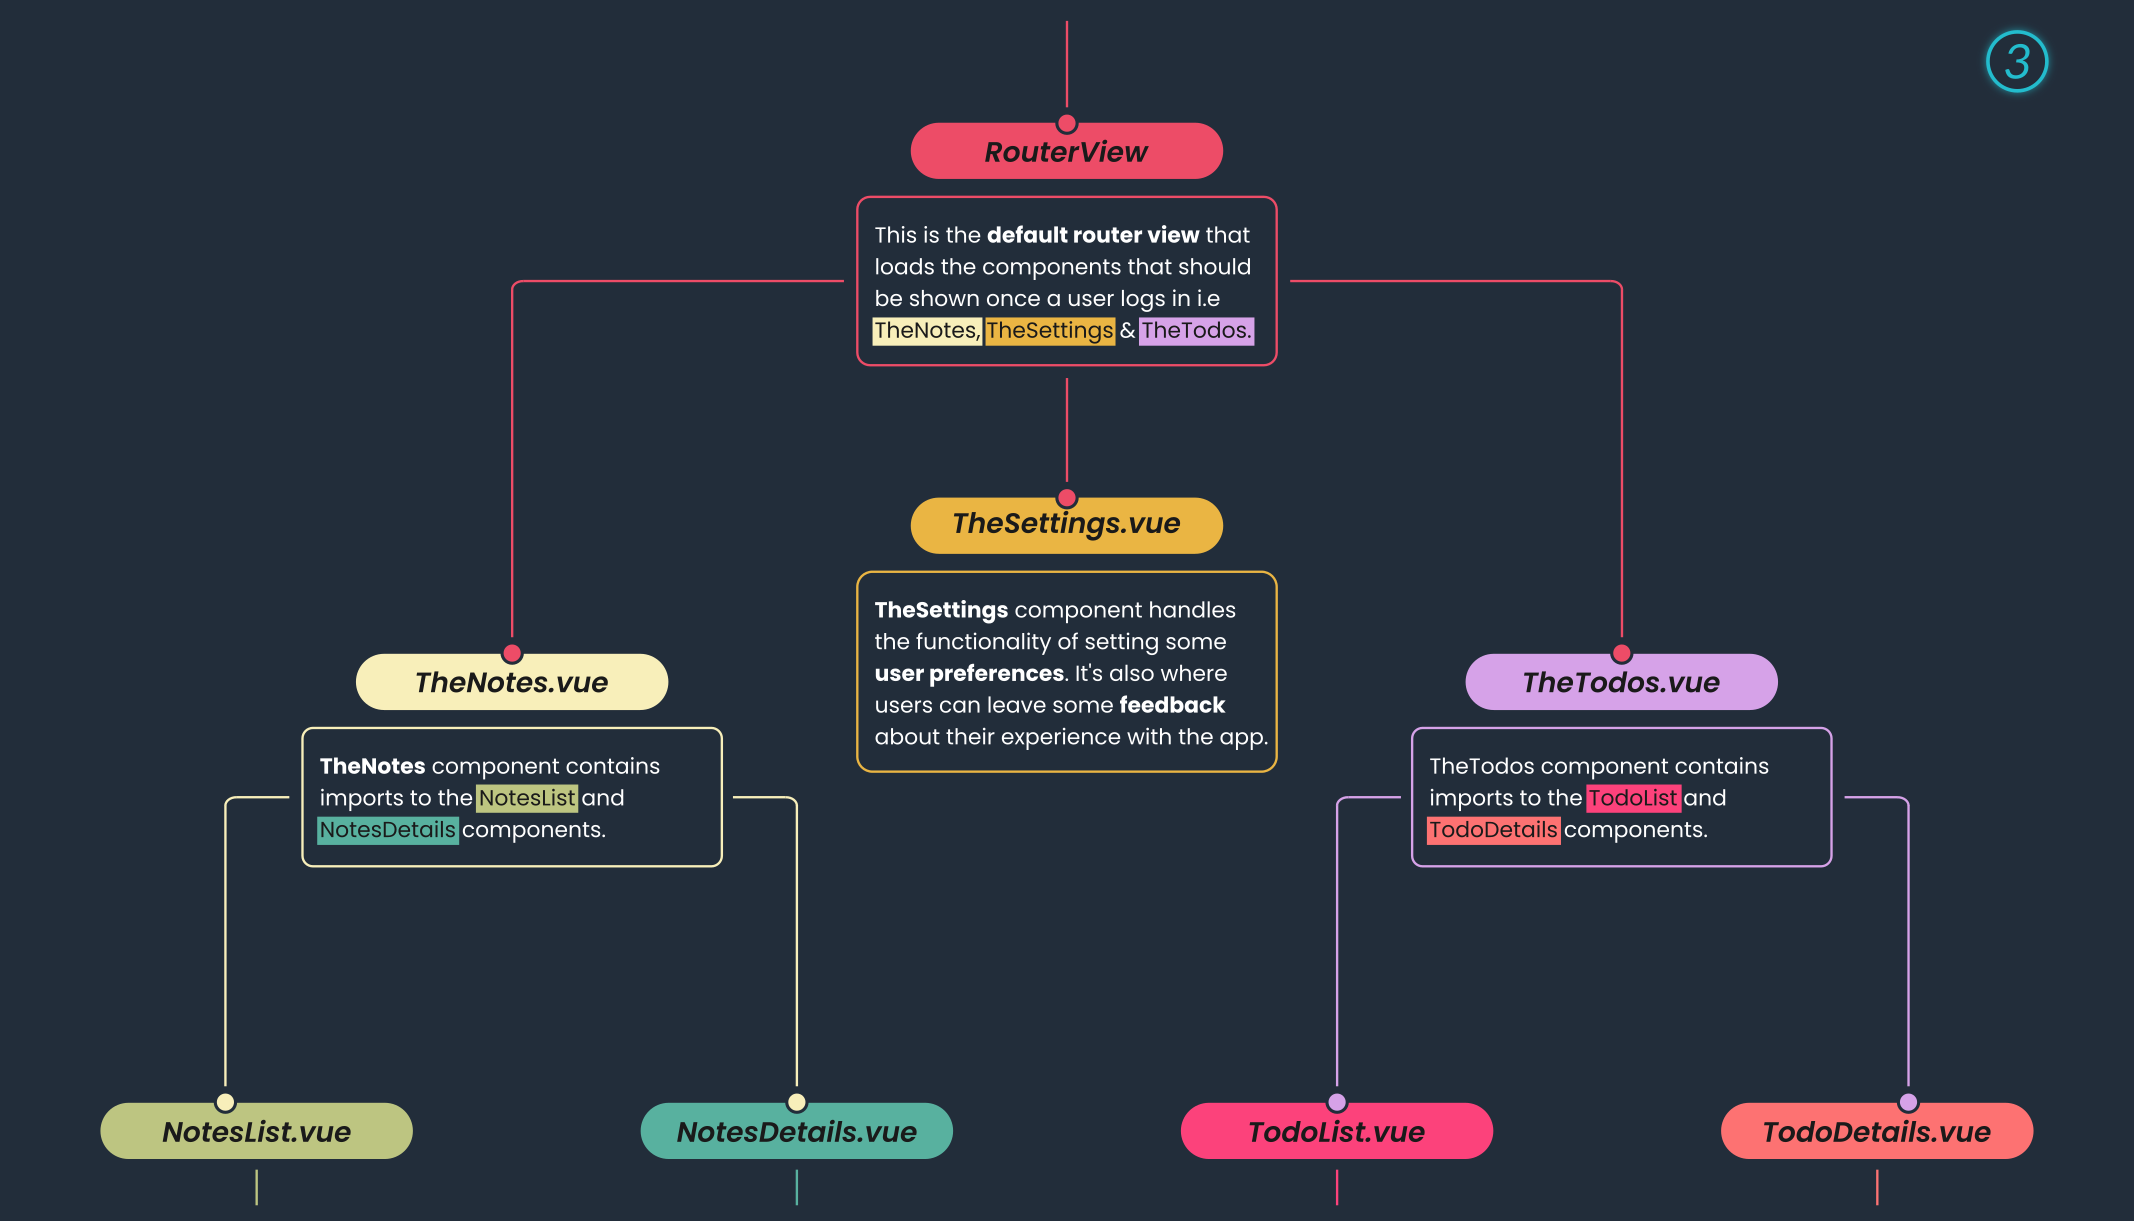 3
RouterView
This is the default router view that
loads the components that should
be shown once a user logs in i.e
TheNotes, TheSettings & TheTodos.
TheSettings.vue
TheSettings component handles
the functionality of setting some
user preferences. It's also where
users can leave some feedback
about their experience with the app.
TheNotes.vue
TheNotes component contains
imports to the NotesList and
NotesDetails components.
TheTodos.vue
TheTodos component contains
imports to the TodoList and
TodoDetails components.
NotesList.vue
NotesDetails.vue
TodoList.vue
TodoDetails.vue